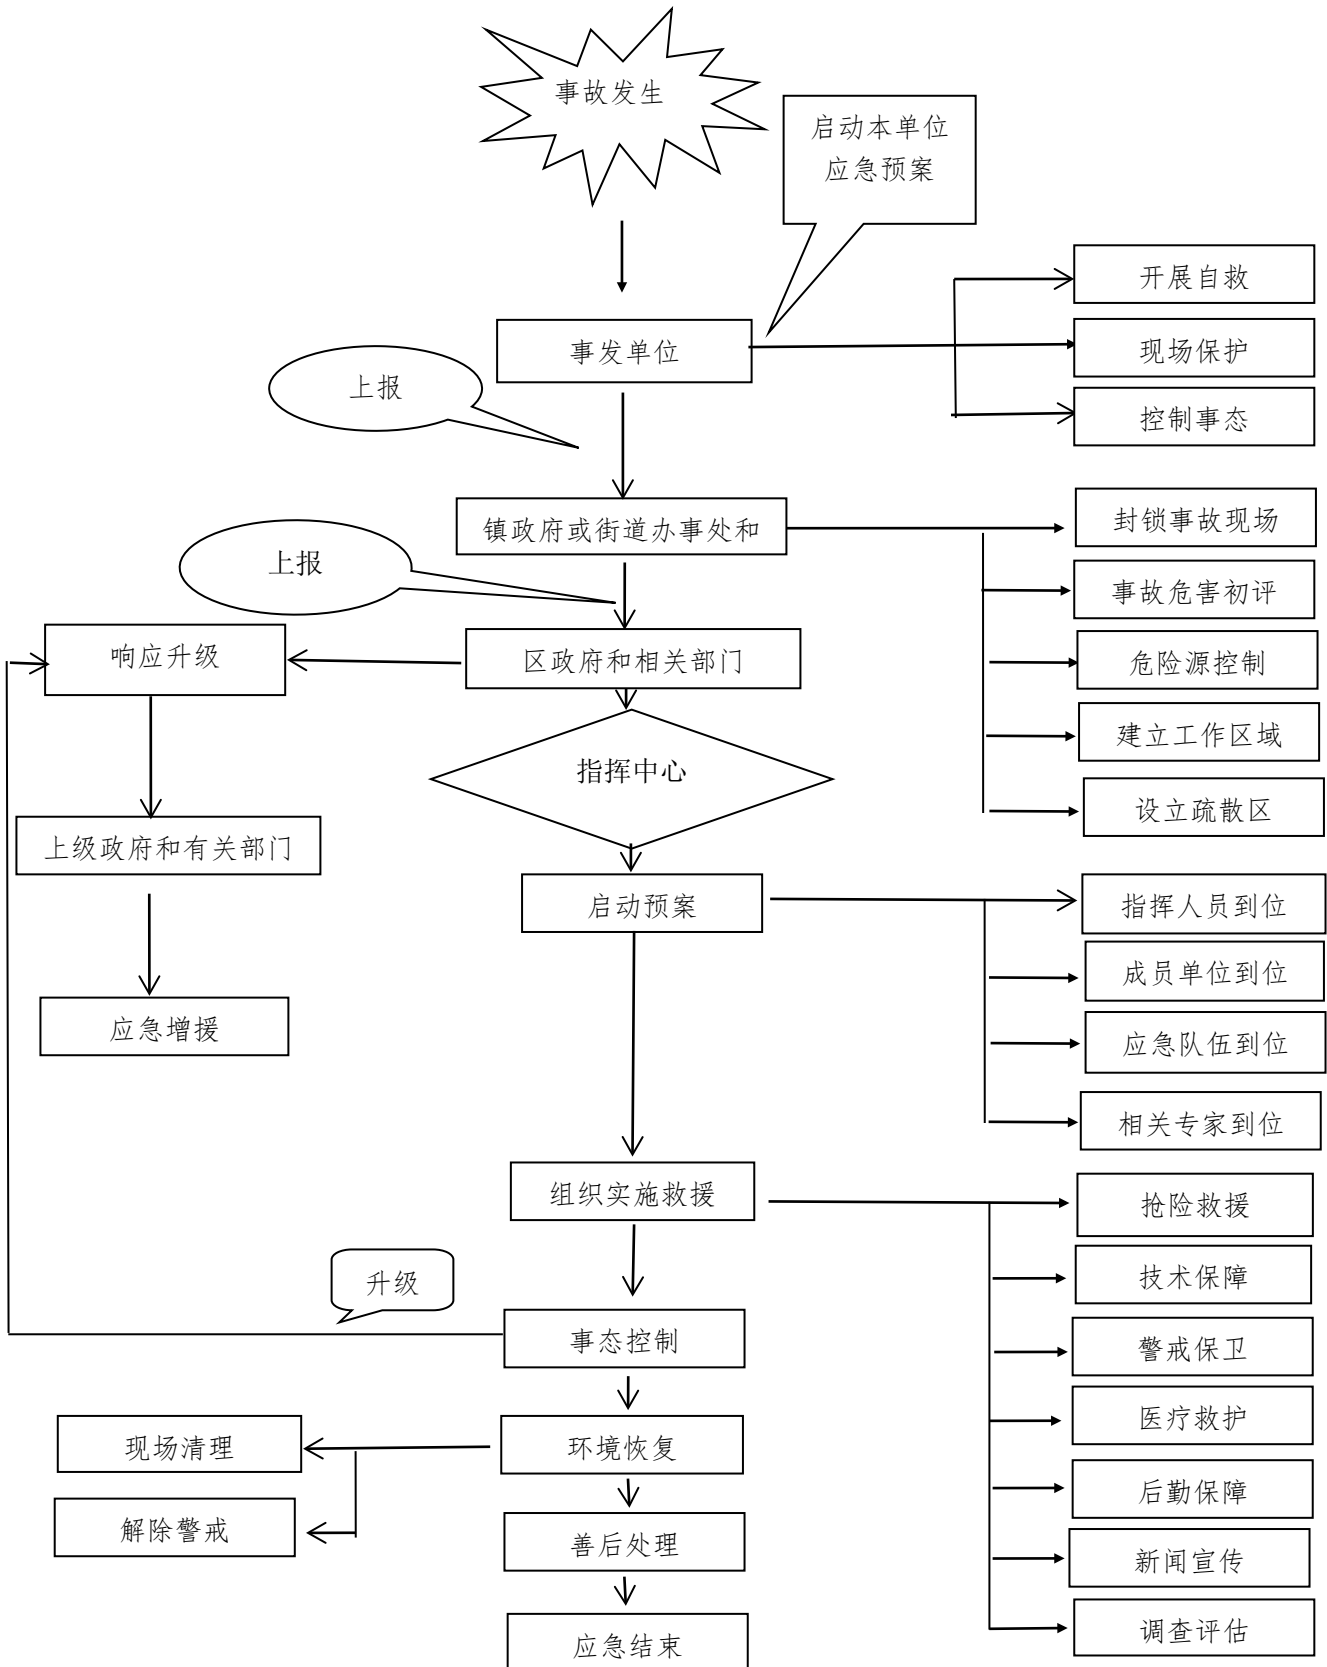 事故发生
启动本单位
应急预案
开展自救
事发单位
现场保护
上报
控制事态
镇政府或街道办事处和
封锁事故现场
上报
事故危害初评
响应升级
区政府和相关部门
危险源控制
指挥中心
建立工作区域
设立疏散区
上级政府和有关部门
启动预案
指挥人员到位
成员单位到位
应急增援
应急队伍到位
相关专家到位
组织实施救援
抢险救援
升级
技术保障
事态控制
警戒保卫
医疗救护
现场清理
环境恢复
后勤保障
解除警戒
善后处理
新闻宣传
应急结束
调查评估